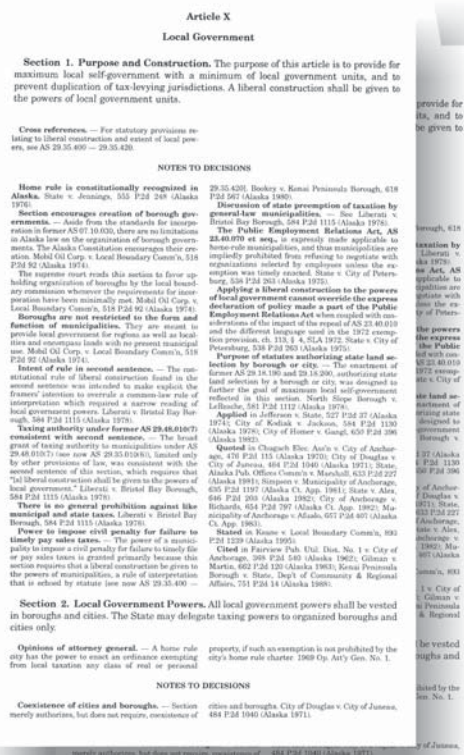 Article X
Local Government
Section 1. Purpose and Construction. The purpose of this article is to provide for
maximum local self-government with a minimum of local government units, and to
prevent duplication of tax-levying jurisdictions. A liberal construction shall be given to
the powers of local government units.
Cross references. — For statutory provisions re-
lating to liberal construction and extent of local pow-
ers, see AS 29.35.400 — 29.35.420.
NOTES TO DECISIONS
Home rule is constitutionally recognized in
Alaska. State v. Jennings, 555 P.2d 248 (Alaska
1976).
Section encourages creation of borough gov-
ernments. — Aside from the standards for incorpo-
ration in former AS 07.10.030, there are no limitations
in Alaska law on the organization of borough govern-
ments. The Alaska Constitution encourages their cre-
ation. Mobil Oil Corp. v. Local Boundary Comm'n, 518
P.2d 92 (Alaska 1974).
The supreme court reads this section to favor up-
holding organization of boroughs by the local bound-
ary commission whenever the requirements for incor-
poration have been minimally met. Mobil Oil Corp. v.
Local Boundary Comm'n, 518 P.2d 92 (Alaska 1974).
Boroughs are not restricted to the form and
function of municipalities. They are meant to
provide local government for regions as well as local-
ities and encompass lands with no present municipal
use. Mobil Oil Corp. v. Local Boundary Comm'n, 518
P.2d 92 (Alaska 1974).
Intent of rule in second sentence. — The con-
stitutional rule of liberal construction found in the
second sentence was intended to make explicit the
framers' intention to overrule a common-law rule of
interpretation which required a narrow reading of
local government powers. Liberati v. Bristol Bay Bor-
ough, 584 P.2d 1115 (Alaska 1978).
Taxing authority under former AS 29.48.010(7)
consistent with second sentence. — The broad
grant of taxing authority to municipalities under AS
29.48.010(7) (see now AS 29.35.010(6)), limited only
by other provisions of law, was consistent with the
second sentence of this section, which requires that
"[a] liberal construction shall be given to the powers of
local government." Liberati v. Bristol Bay Borough,
584 P.2d 1115 (Alaska 1978).
There is no general prohibition against like
municipal and state taxes. Liberati v. Bristol Bay
Borough, 584 P.2d 1115 (Alaska 1978).
Power to impose civil penalty for failure to
timely pay sales taxes. — The power of a munici-
pality to impose a civil penalty for failure to timely file
or pay sales taxes is granted primarily because this
section requires that a liberal construction be given to
the powers of municipalities, a rule of interpretation
that is echoed by statute (see now AS 29.35.400 —
29.35.420). Bookey v. Kenai Peninsula Borough, 618
P.2d 567 (Alaska 1980).
Discussion of state preemption of taxation by
general-law municipalities. — See Liberati v.
Bristol Bay Borough, 584 P.2d 1115 (Alaska 1978).
The Public Employment Relations Act, AS
23.40.070 et seq., is expressly made applicable to
home-rule municipalities, and thus municipalities are
impliedly prohibited from refusing to negotiate with
organizations selected by employees unless the ex-
emption was timely enacted. State v. City of Peters-
burg, 538 P.2d 263 (Alaska 1975).
Applying a liberal construction to the powers
of local government cannot override the express
declaration of policy made a part of the Public
Employment Relations Act when coupled with con-
siderations of the impact of the repeal of AS 23.40.010
and the different language used in the 1972 exemp-
tion provision, ch. 113, § 4, SLA 1972. State v. City of
Petersburg, 538 P.2d 263 (Alaska 1975).
Purpose of statutes authorizing state land se-
lection by borough or city. — The enactment of
former AS 29.18.190 and 29.18.200, authorizing state
land selection by a borough or city, was designed to
further the goal of maximum local self-government
reflected in this section. North Slope Borough v.
LeResche, 581 P.2d 1112 (Alaska 1978).
Applied in Jefferson v. State, 527 P.2d 37 (Alaska
1974); City of Kodiak v. Jackson, 584 P.2d 1130
(Alaska 1978); City of Homer v. Gangl, 650 P.2d 396
(Alaska 1982).
Quoted in Chugach Elec. Ass'n v. City of Anchor-
age, 476 P.2d 115 (Alaska 1970); City of Douglas v.
City of Juneau, 484 P.2d 1040 (Alaska 1971); State,
Alaska Pub. Offices Comm'n v. Marshall, 633 P.2d 227
(Alaska 1981); Simpson v. Municipality of Anchorage,
635 P.2d 1197 (Alaska Ct. App. 1981); State v. Alex,
646 P.2d 203 (Alaska 1982); City of Anchorage v.
Richards, 654 P.2d 797 (Alaska Ct. App. 1982); Mu-
nicipality of Anchorage v. Afualo, 657 P.2d 407 (Alaska
Ct. App. 1983).
Stated in Keane v. Local Boundary Comm'n, 893
P.2d 1239 (Alaska 1995).
Cited in Fairview Pub. Util. Dist. No. 1 v. City of
Anchorage, 368 P.2d 540 (Alaska 1962); Gilman v.
Martin, 662 P.2d 120 (Alaska 1983); Kenai Peninsula
Borough v. State, Dep't of Community & Regional
Affairs, 751 P.2d 14 (Alaska 1988).
Section 2. Local Government Powers. All local government powers shall be vested
in boroughs and cities. The State may delegate taxing powers to organized boroughs and
cities only.
Opinions of attorney general. — A home rule
city has the power to enact an ordinance exempting
from local taxation any class of real or personal
property, if such an exemption is not prohibited by the
city's home rule charter. 1969 Op. Att'y Gen. No. 1.
NOTES TO DECISIONS
Coexistence of cities and boroughs. — Section
merely authorizes, but does not require, coexistence of
cities and boroughs. City of Douglas v. City of Juneau,
484 P.2d 1040 (Alaska 1971).